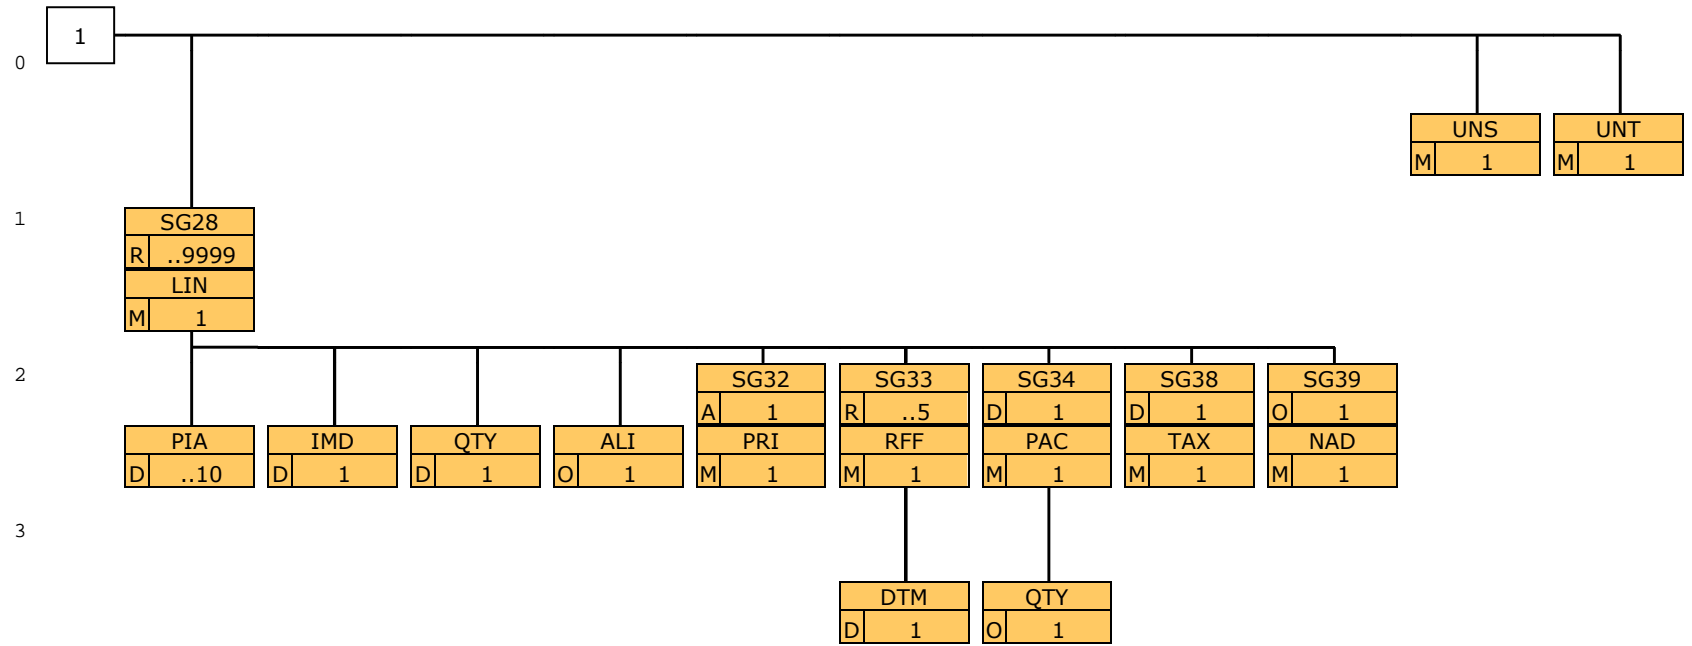 1
0
UNS UNT
M 1 M 1
1
SG28
R ..9999
LIN
M 1
2
SG32 SG33 SG34 SG38 SG39
A 1 R ..5 D 1 D 1 O 1
PIA IMD QTY ALI PRI RFF PAC TAX NAD
D ..10 D 1 D 1 O 1 M 1 M 1 M 1 M 1 M 1
3
DTM QTY
D 1 O 1